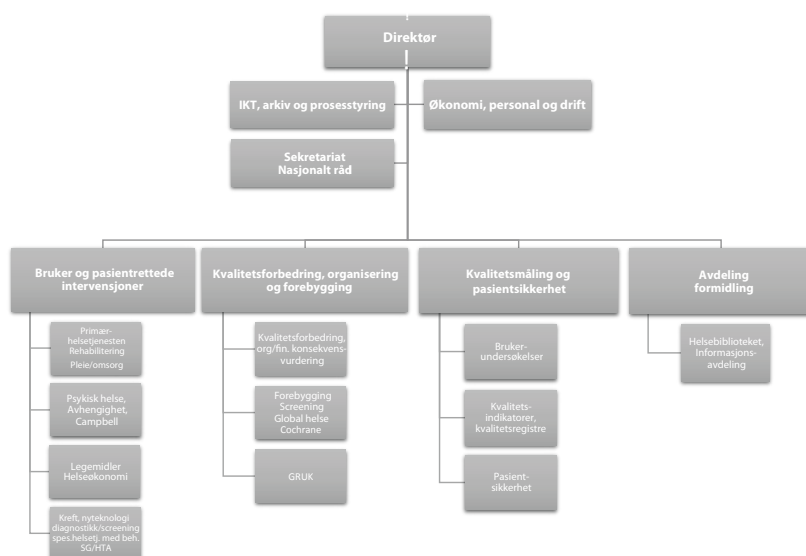 Direktør
IKT, arkiv og prosesstyring
Økonomi, personal og drift
Sekretariat
Nasjonalt råd
Bruker og pasientrettede
intervensjoner
Primær-
helsetjenesten
Rehabilitering
Pleie/omsorg
Psykisk helse,
Avhengighet,
Campbell
Legemidler
Helseøkonomi
Kreft, nyteknologi
diagnostikk/screening
spes.helsetj. med beh.
SG/HTA
Kvalitetsforbedring, organisering
og forebygging
Kvalitetsforbedring,
org/fin. konsekvens-
vurdering
Forebygging
Screening
Global helse
Cochrane
GRUK
Kvalitetsmåling og
pasientsikkerhet
Bruker-
undersøkelser
Kvalitets-
indikatorer,
kvalitetsregistre
Pasient-
sikkerhet
Avdeling
formidling
Helsebiblioteket,
Informasjons-
avdeling